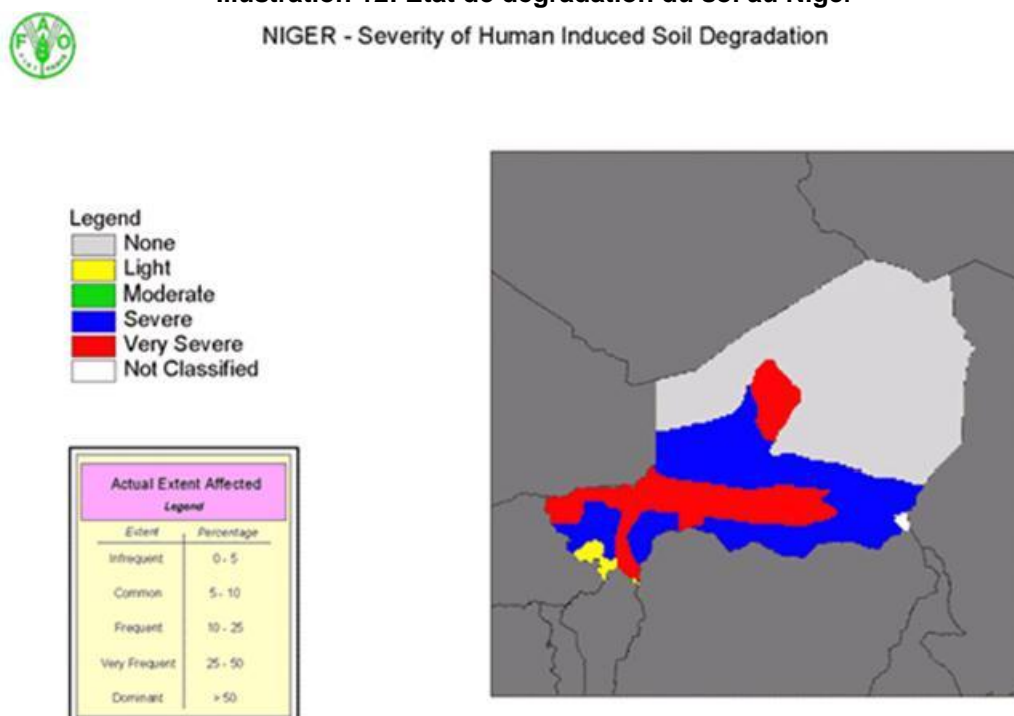 Illustration 12: Etat de dégradation du sol au Niger
NIGER - Severity of Human Induced Soil Degradation
F A O
FIAT PANIS
Legend
None
Light
Moderate
Severe
Very Severe
Not Classified
Actual Extent Affected
Legend
Extent Percentage
Infrequent 0 - 5
Common 5 - 10
Frequent 10 - 25
Very Frequent 25 - 50
Dominant > 50